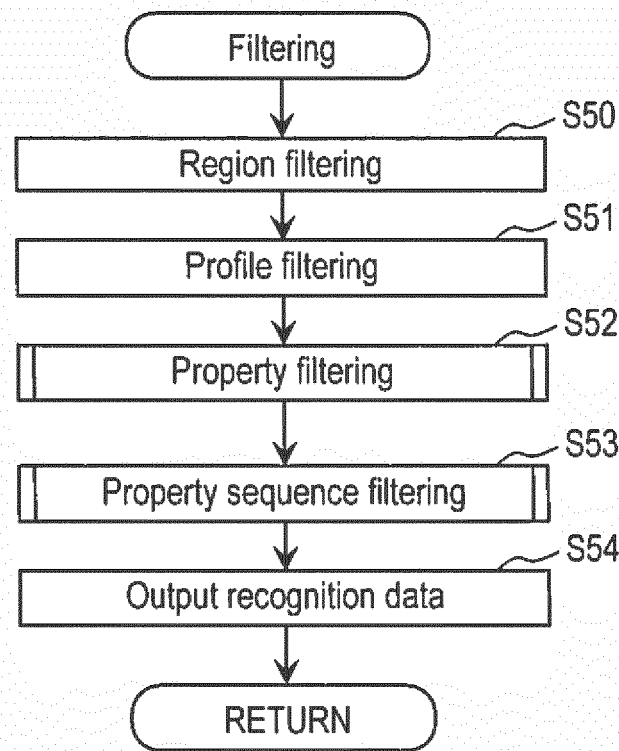 Filtering
S50
Region filtering
S51
Profile filtering
S52
Property filtering
S53
Property sequence filtering
S54
Output recognition data
RETURN